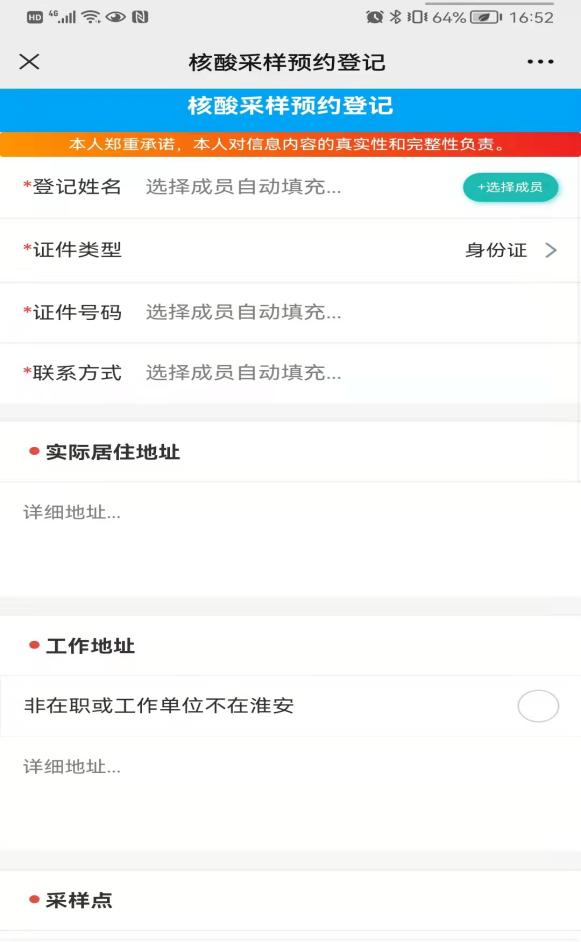 HD 4G 64% 16:52
核酸采样预约登记
核酸采样预约登记
本人郑重承诺，本人对信息内容的真实性和完整性负责。
*登记姓名 选择成员自动填充... +选择成员
*证件类型 身份证
*证件号码 选择成员自动填充...
*联系方式 选择成员自动填充...
实际居住地址
详细地址...
工作地址
非在职或工作单位不在淮安
详细地址...
采样点